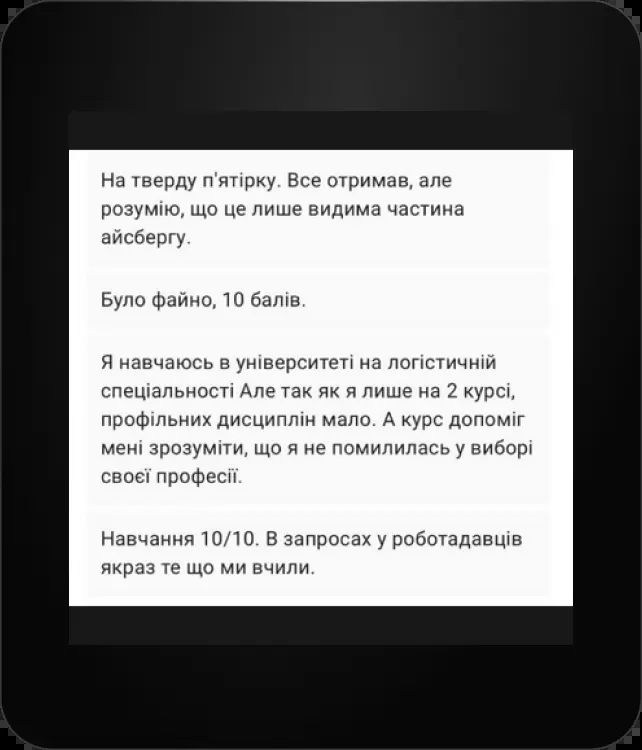 На тверду п'ятірку. Все отримав, але
розумію, що це лише видима частина
айсбергу.
Було файно, 10 балів.
Я навчаюсь в університеті на логістичній
спеціальності Але так як я лише на 2 курсі,
профільних дисциплін мало. А курс допоміг
мені зрозуміти, що я не помилилась у виборі
своєї професії.
Навчання 10/10. В запросах у роботадавців
якраз те що ми вчили.